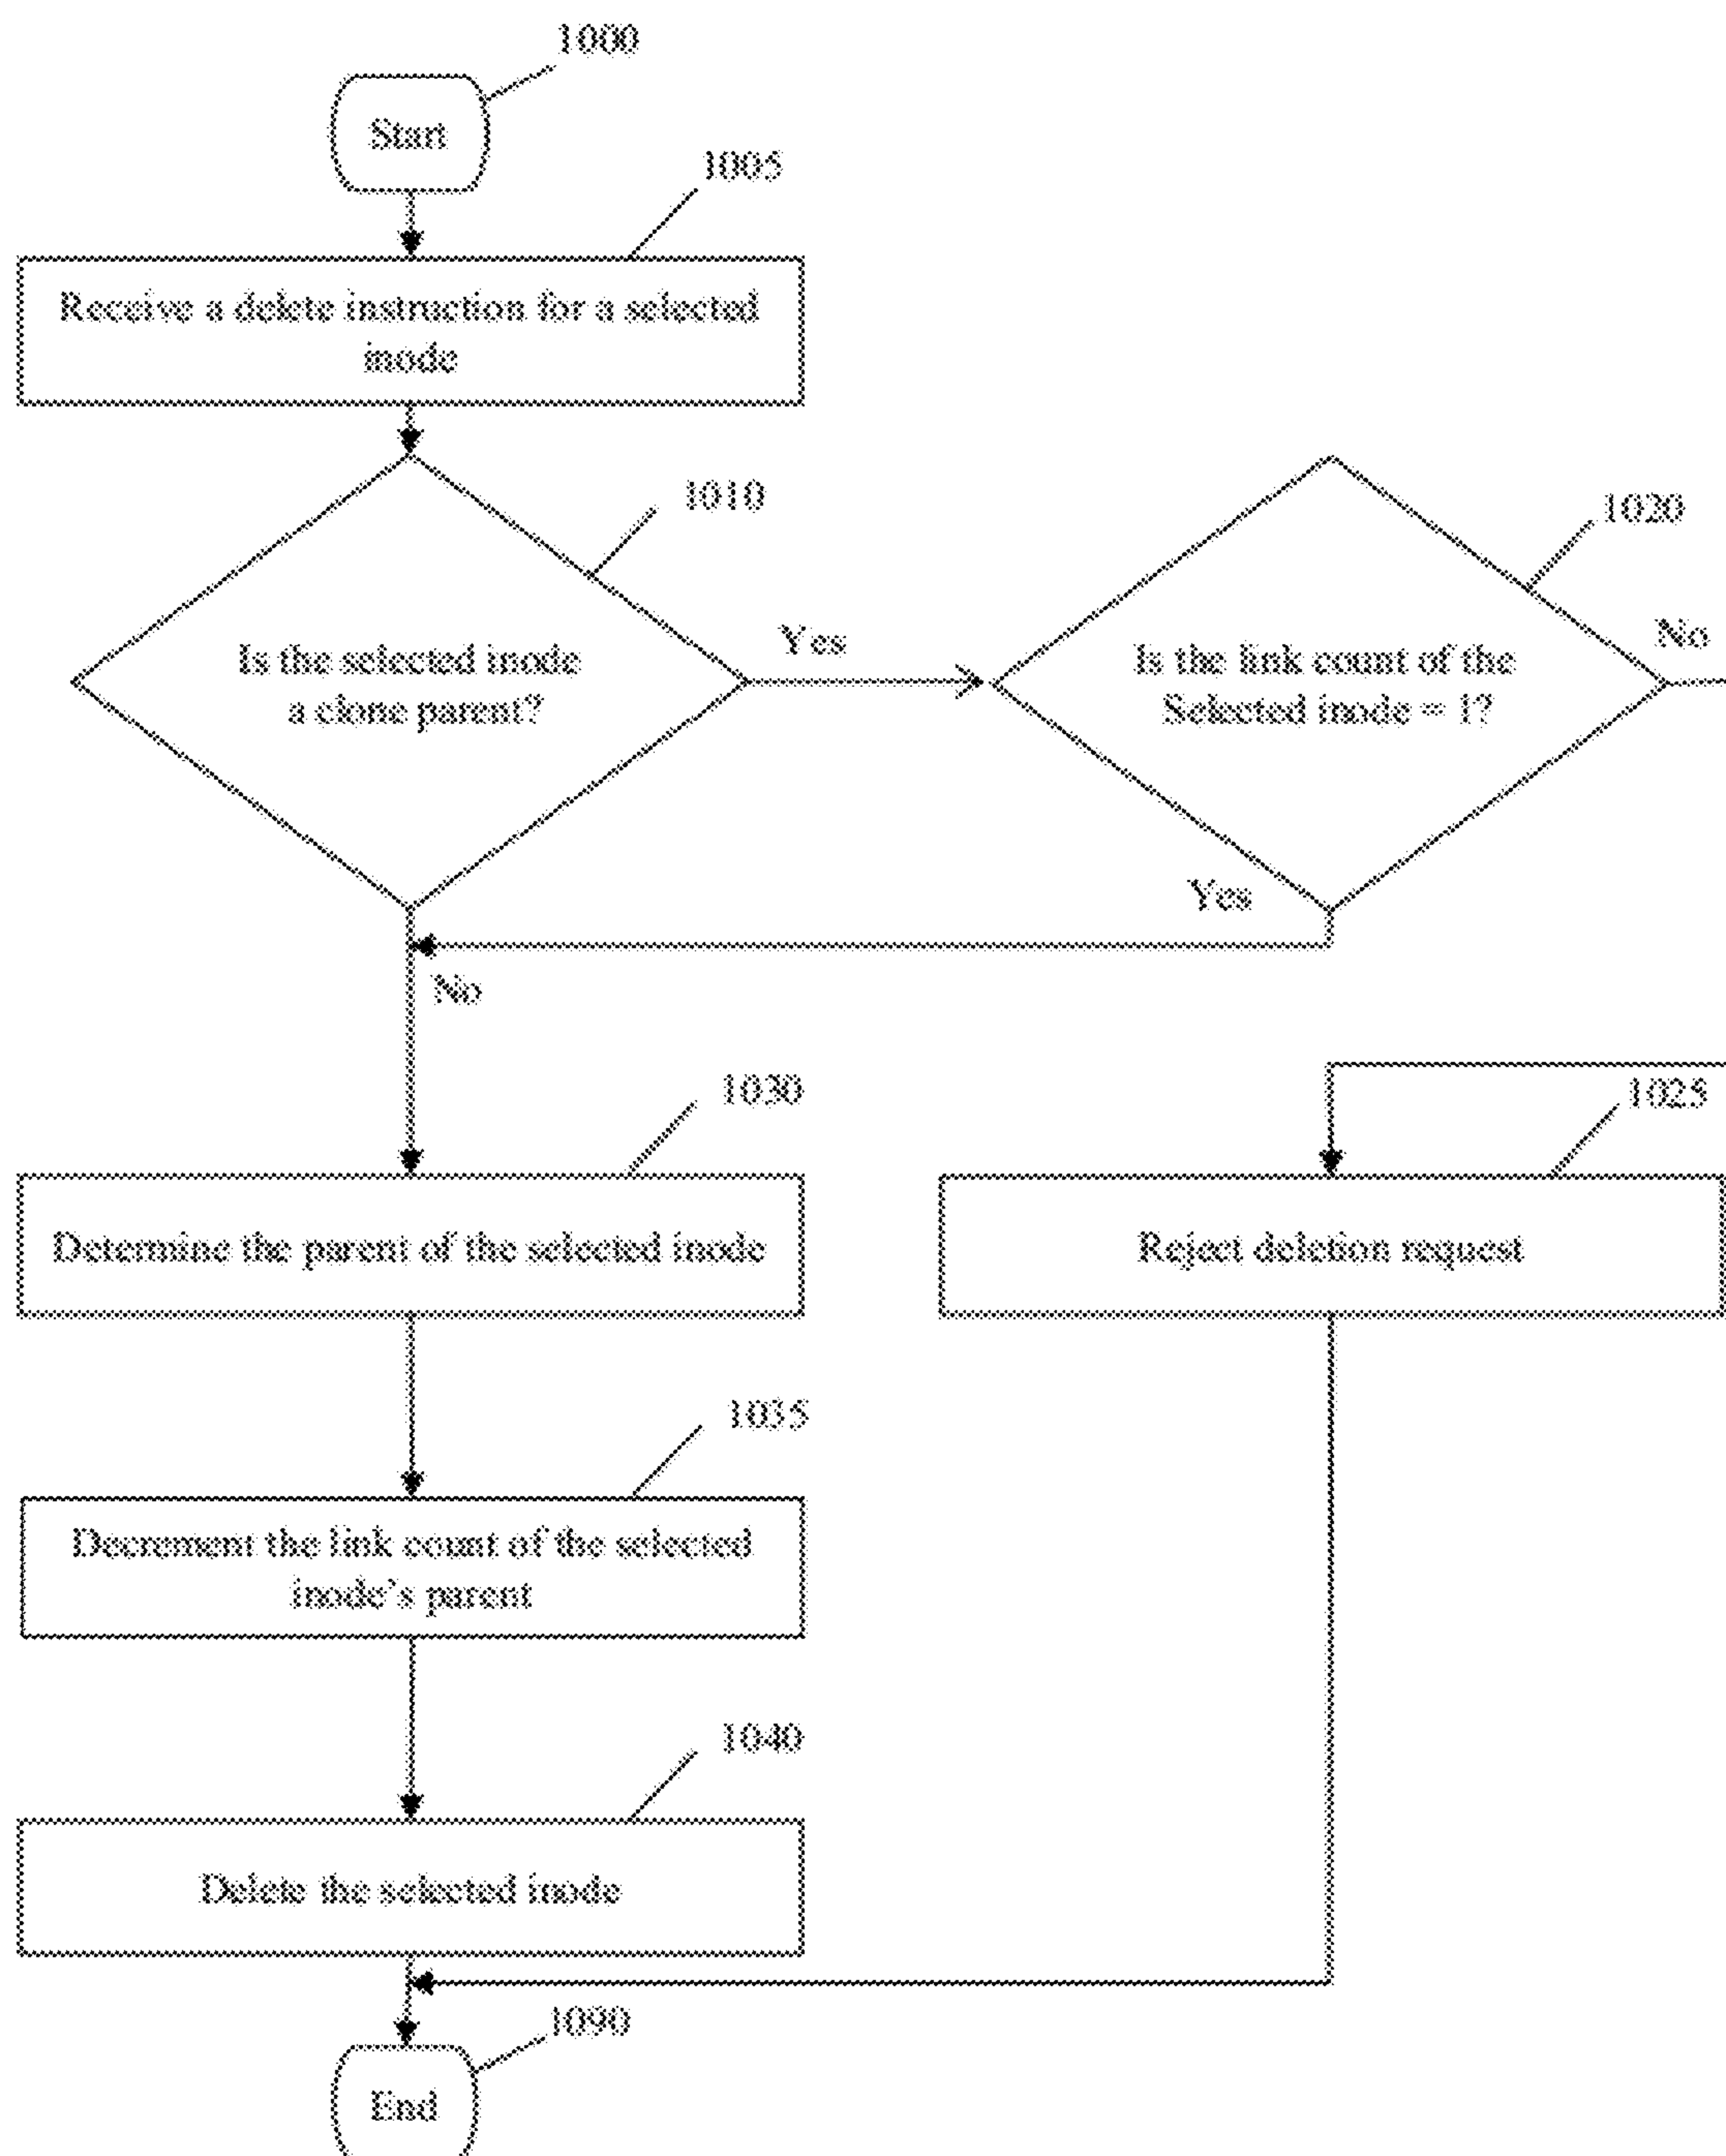 1000
Start
1005
Receive a delete instruction for a selected
inode
1010
Is the selected inode
a clone parent?
Yes
1020
Is the link count of the
Selected inode = 1?
No
Yes
No
1030
Determine the parent of the selected inode
1025
Reject deletion request
1035
Decrement the link count of the selected
inode's parent
1040
Delete the selected inode
1090
End